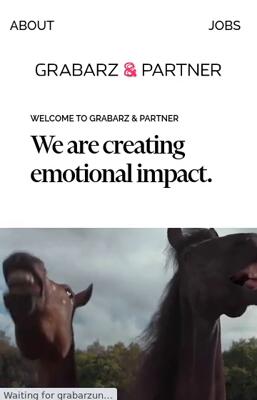 ABOUT JOBS
GRABARZ & PARTNER
WELCOME TO GRABARZ & PARTNER
We are creating
emotional impact.
Waiting for grabarzun...